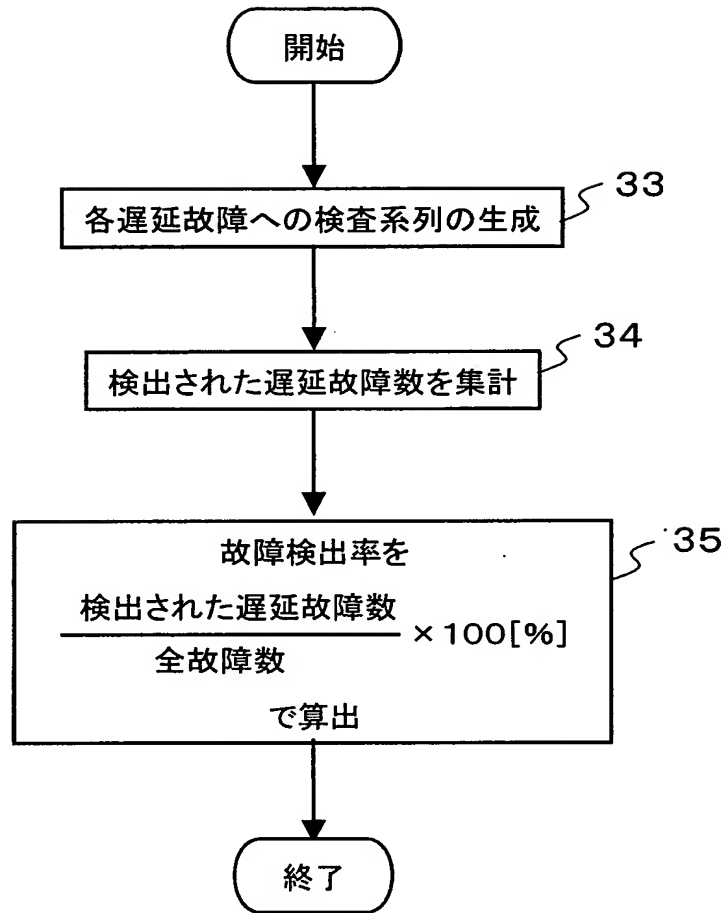 開始
各遅延故障への検査系列の生成
33
検出された遅延故障数を集計
34
故障検出率を
35
検出された遅延故障数
全故障数
×100[%]
で算出
終了